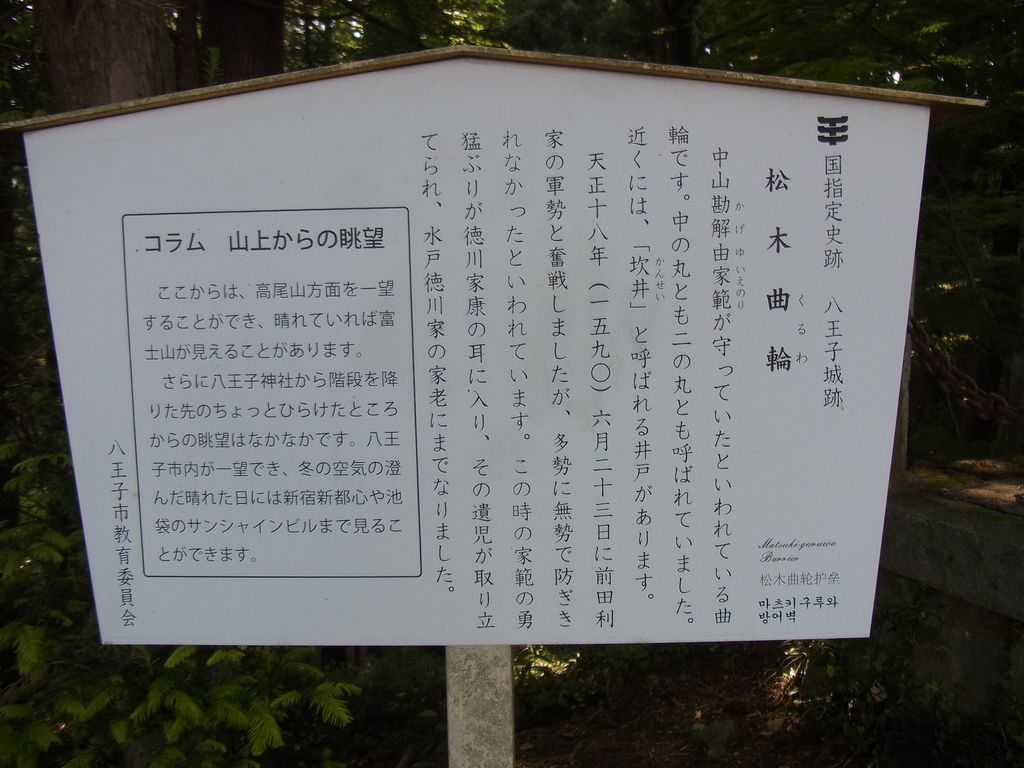 国指定史跡　八王子城跡
松木曲輪
くるわ
Matsuki-guruwa
Barrier
松木曲轮护垒
마츠키 구루와
방어벽
中山勘解由家範が守っていたといわれている曲
かげゆいえのり
輪です。中の丸とも二の丸とも呼ばれていました。
近くには、「坎井」と呼ばれる井戸があります。
かんせい
天正十八年（一五九〇）六月二十三日に前田利
家の軍勢と奮戦しましたが、多勢に無勢で防ぎき
れなかったといわれています。この時の家範の勇
猛ぶりが徳川家康の耳に入り、その遺児が取り立
てられ、水戸徳川家の家老にまでなりました。
コラム　山上からの眺望
ここからは、高尾山方面を一望
することができ、晴れていれば富
士山が見えることがあります。
さらに八王子神社から階段を降
りた先のちょっとひらけたところ
からの眺望はなかなかです。八王
子市内が一望でき、冬の空気の澄
んだ晴れた日には新宿新都心や池
袋のサンシャインビルまで見るこ
とができます。
八王子市教育委員会